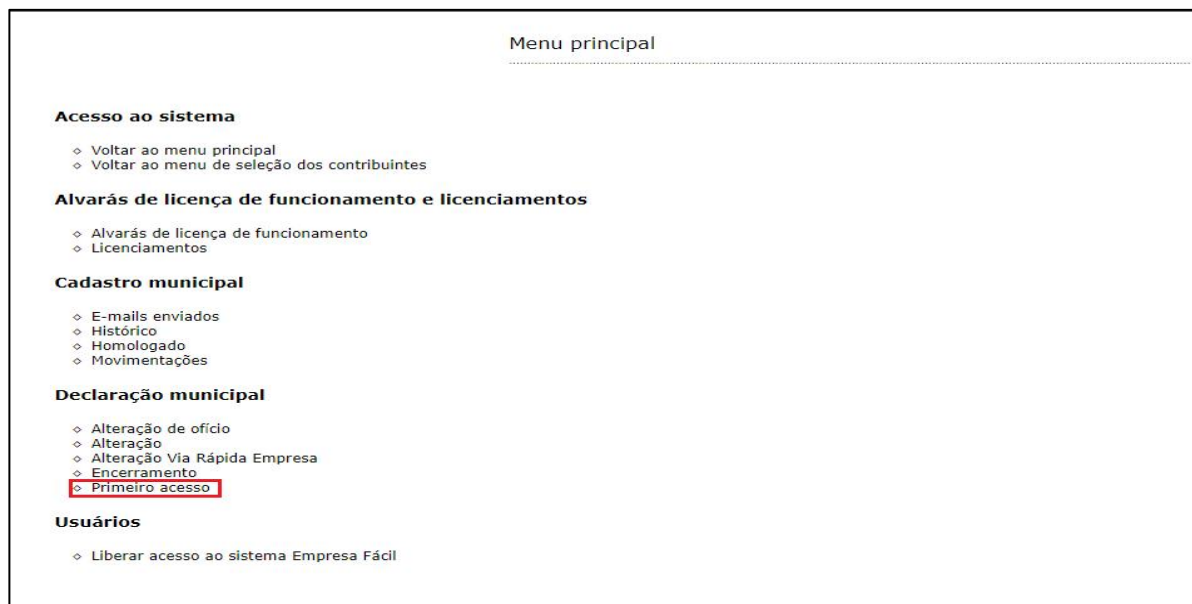 Menu principal
Acesso ao sistema
Voltar ao menu principal
Voltar ao menu de seleção dos contribuintes
Alvarás de licença de funcionamento e licenciamentos
Alvarás de licença de funcionamento
Licenciamentos
Cadastro municipal
E-mails enviados
Histórico
Homologado
Movimentações
Declaração municipal
Alteração de ofício
Alteração
Alteração Via Rápida Empresa
Encerramento
Primeiro acesso
Usuários
Liberar acesso ao sistema Empresa Fácil